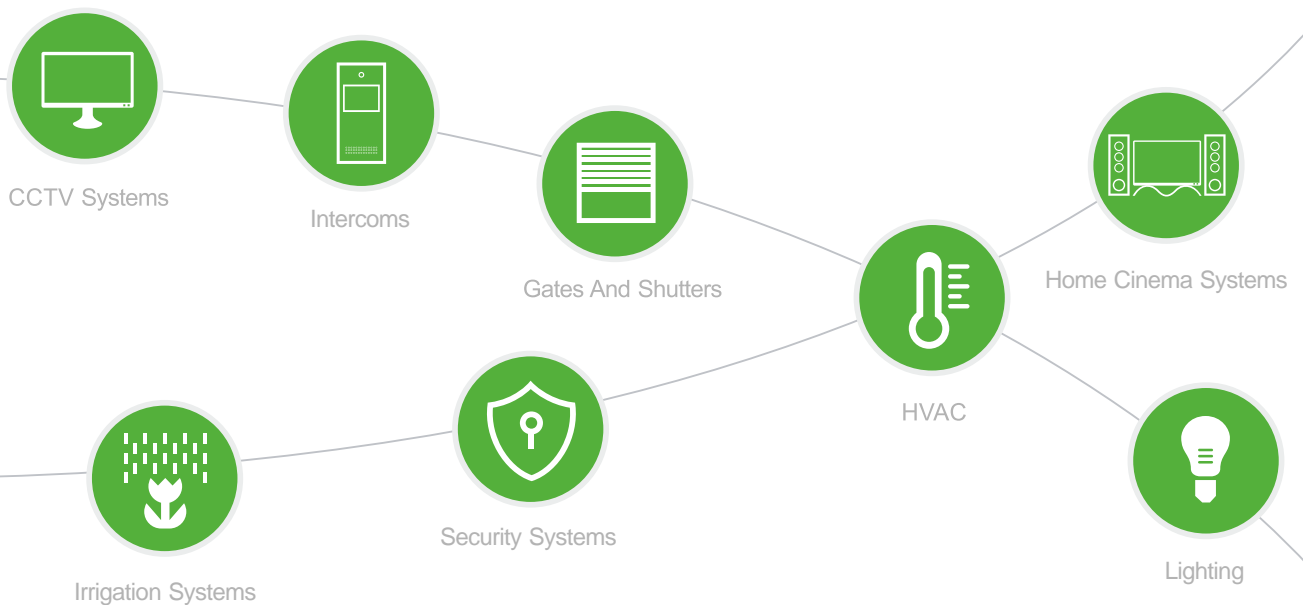 CCTV Systems
Intercoms
Gates And Shutters
Home Cinema Systems
HVAC
Security Systems
Lighting
Irrigation Systems